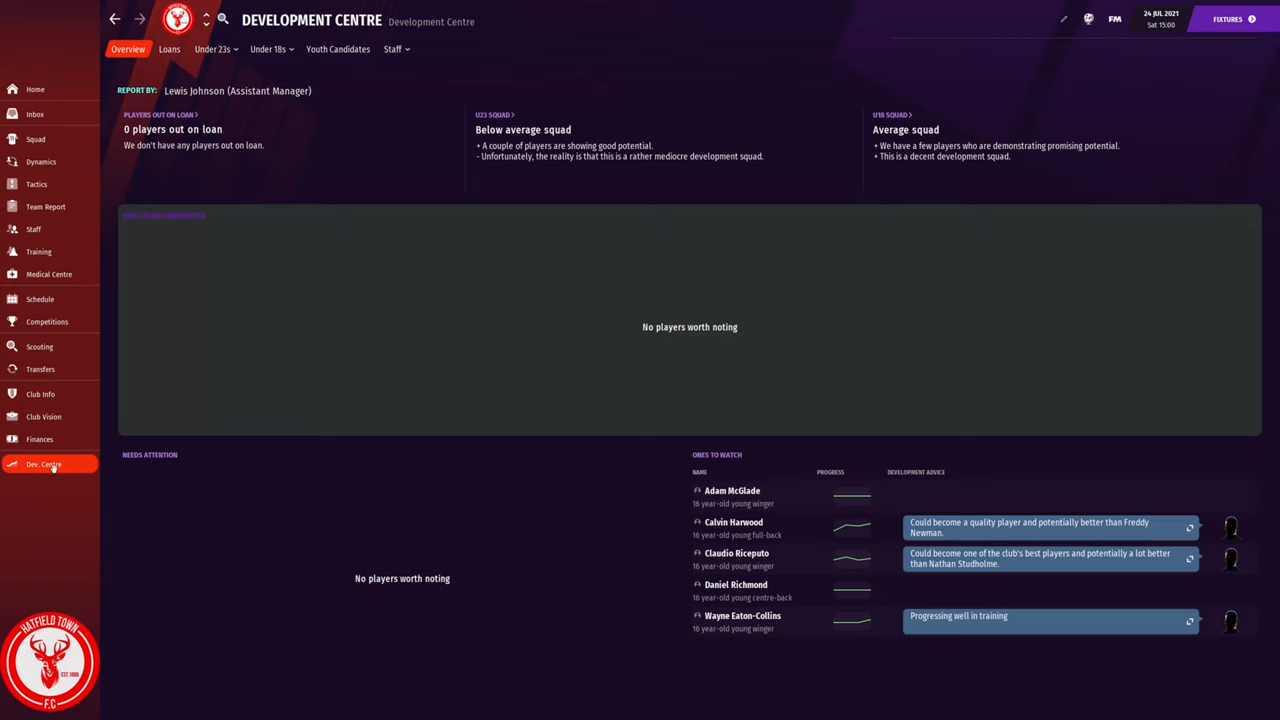 DEVELOPMENT CENTRE Development Centre
24 JUL 2021
Sat 15:00
FM
FIXTURES
Overview Loans Under 23s Under 18s Youth Candidates Staff
Home
Inbox
Squad
Dynamics
Tactics
Team Report
Staff
Training
Medical Centre
Schedule
Competitions
Scouting
Transfers
Club Info
Club Vision
Finances
Dev. Centre
HATFIELD TOWN
F.C
REPORT BY: Lewis Johnson (Assistant Manager)
PLAYERS OUT ON LOAN >
0 players out on loan
We don't have any players out on loan.
U23 SQUAD >
Below average squad
+ A couple of players are showing good potential.
- Unfortunately, the reality is that this is a rather mediocre development squad.
U18 SQUAD >
Average squad
+ We have a few players who are demonstrating promising potential.
+ This is a decent development squad.
No players worth noting
NEEDS ATTENTION
No players worth noting
ONES TO WATCH
NAME PROGRESS DEVELOPMENT ADVICE
Adam McGlade
16 year-old young winger
Calvin Harwood
16 year-old young full-back
Could become a quality player and potentially better than Freddy
Newman.
Claudio Riceputo
16 year-old young winger
Could become one of the club's best players and potentially a lot better
than Nathan Studholme.
Daniel Richmond
16 year-old young centre-back
Wayne Eaton-Collins
16 year-old young winger
Progressing well in training